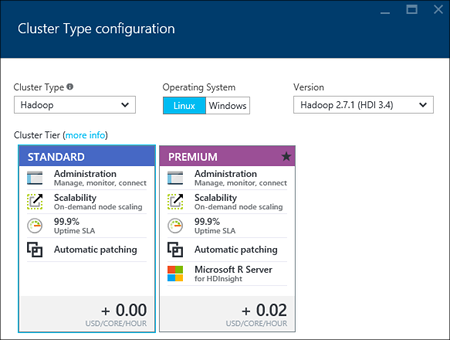 Cluster Type configuration
Cluster Type Operating System Version
Hadoop Linux Windows Hadoop 2.7.1 (HDI 3.4)
Cluster Tier (more info)
STANDARD
Administration
Manage, monitor, connect
Scalability
On-demand node scaling
99.9%
Uptime SLA
Automatic patching
+ 0.00
USD/CORE/HOUR
PREMIUM
Administration
Manage, monitor, connect
Scalability
On-demand node scaling
99.9%
Uptime SLA
Automatic patching
Microsoft R Server
for HDInsight
+ 0.02
USD/CORE/HOUR